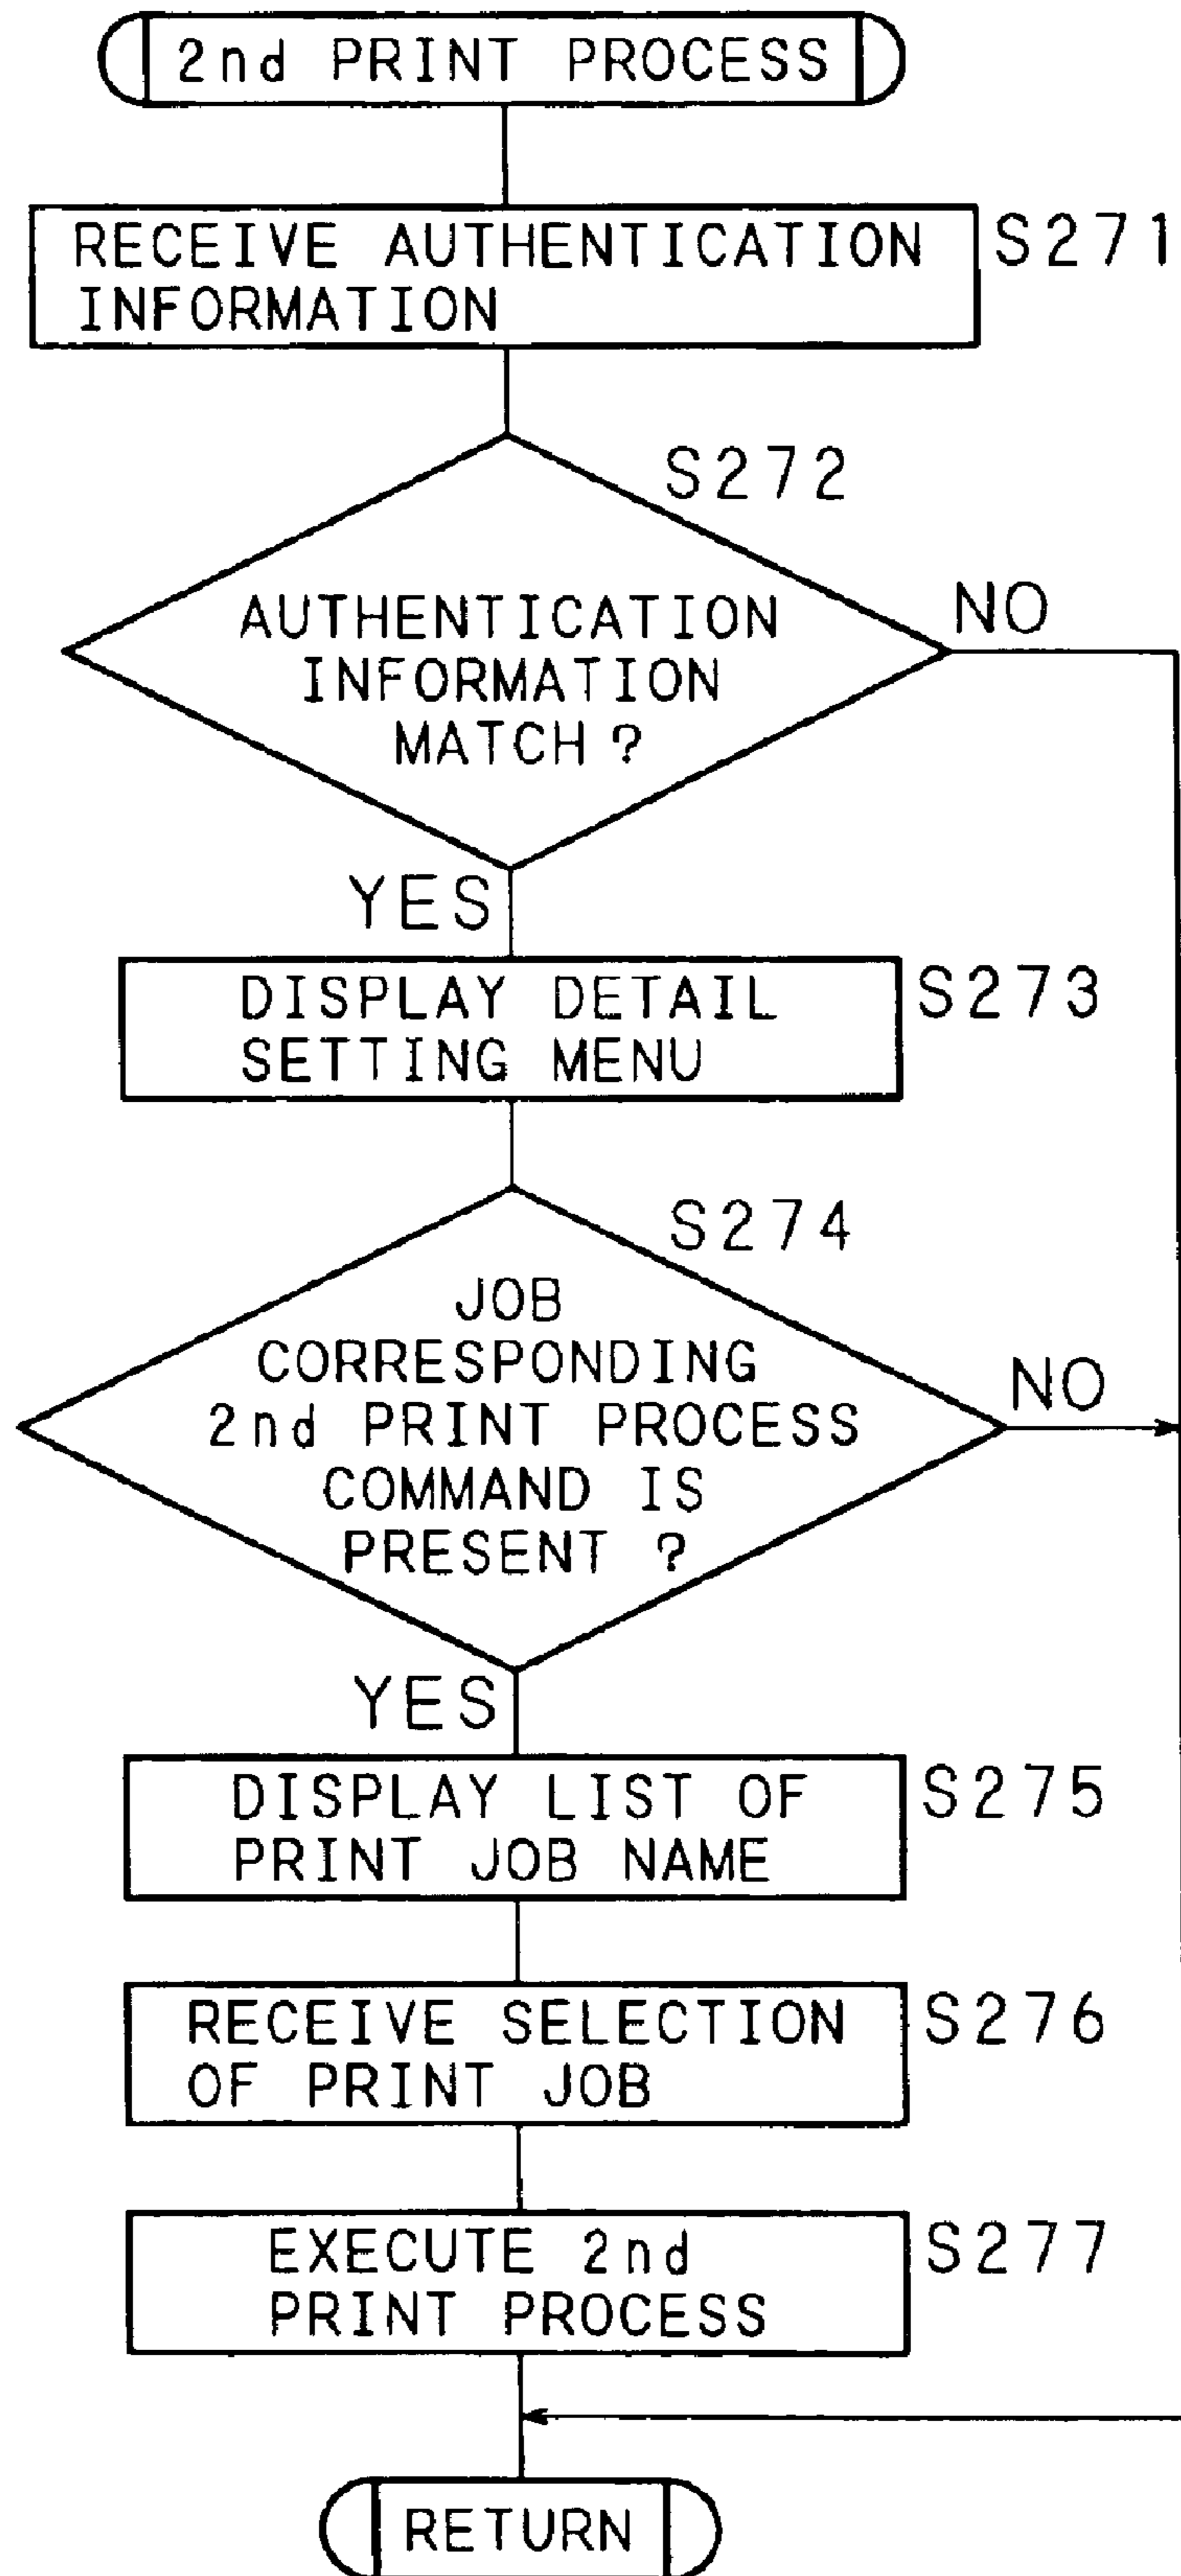 2nd PRINT PROCESS
RECEIVE AUTHENTICATION
INFORMATION
S271
S272
AUTHENTICATION
INFORMATION
MATCH?
NO
YES
DISPLAY DETAIL
SETTING MENU
S273
S274
JOB
CORRESPONDING
2nd PRINT PROCESS
COMMAND IS
PRESENT ?
NO
YES
DISPLAY LIST OF
PRINT JOB NAME
S275
RECEIVE SELECTION
OF PRINT JOB
S276
EXECUTE 2nd
PRINT PROCESS
S277
RETURN